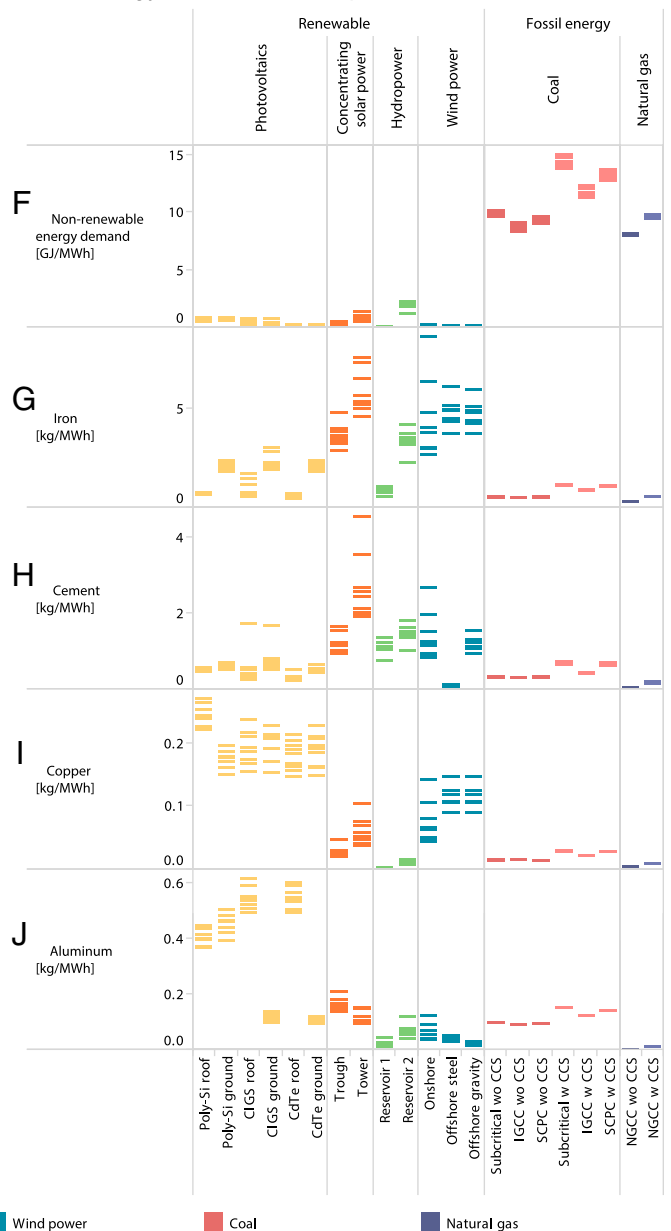 Renewable
Fossil energy
Photovoltaics
Concentrating
solar power
Hydropower
Wind power
Coal
Natural gas
F
Non-renewable
energy demand
[GJ/MWh]
15
10
5
0
G
Iron
[kg/MWh]
5
0
H
Cement
[kg/MWh]
4
2
0
I
Copper
[kg/MWh]
0.2
0.1
0.0
J
Aluminum
[kg/MWh]
0.6
0.4
0.2
0.0
Poly-Si roof
Poly-Si ground
CIGS roof
CIGS ground
CdTe roof
CdTe ground
Trough
Tower
Reservoir 1
Reservoir 2
Onshore
Offshore steel
Offshore gravity
Subcritical wo CCS
IGCC wo CCS
SCPC wo CCS
Subcritical w CCS
IGCC w CCS
SCPC w CCS
NGCC wo CCS
NGCC w CCS
Wind power
Coal
Natural gas